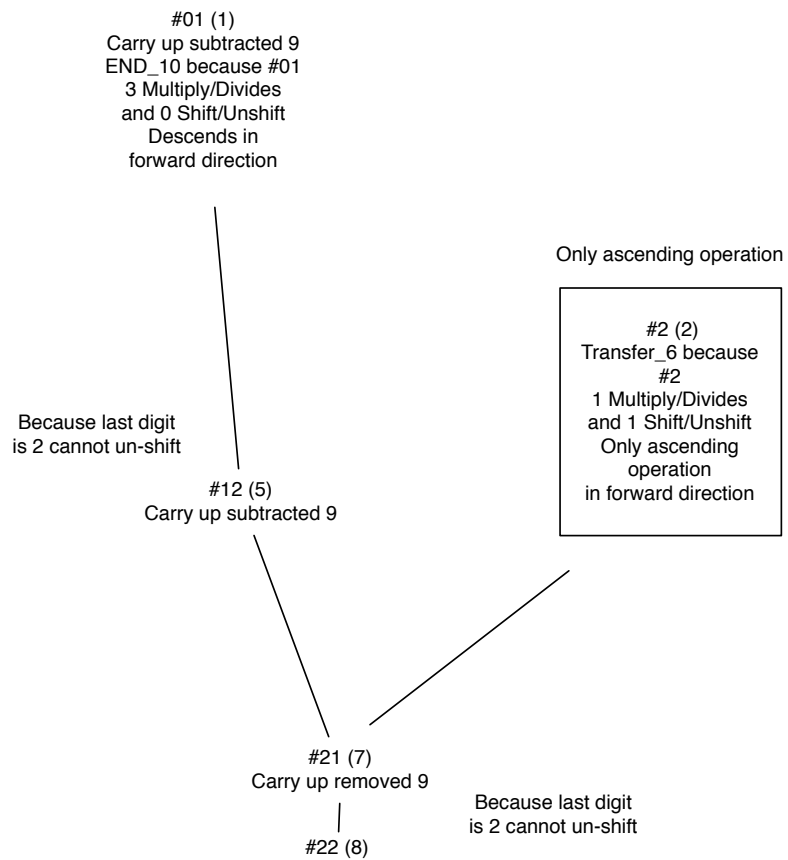 #01 (1)
Carry up subtracted 9
END_10 because #01
3 Multiply/Divides
and 0 Shift/Unshift
Descends in
forward direction
Only ascending operation
#2 (2)
Transfer_6 because
#2
1 Multiply/Divides
and 1 Shift/Unshift
Only ascending
operation
in forward direction
Because last digit
is 2 cannot un-shift
#12 (5)
Carry up subtracted 9
#21 (7)
Carry up removed 9
Because last digit
is 2 cannot un-shift
#22 (8)